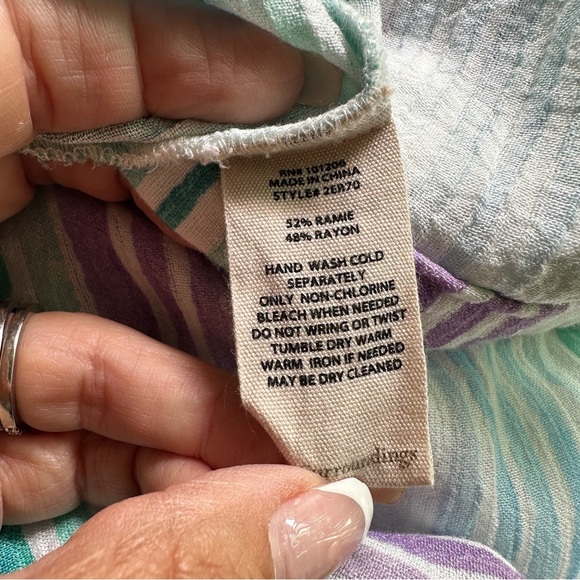 RN# 101206
MADE IN CHINA
STYLE# 2ER70
52% RAMIE
48% RAYON
HAND WASH COLD
SEPARATELY
ONLY NON-CHLORINE
BLEACH WHEN NEEDED
DO NOT WRING OR TWIST
TUMBLE DRY WARM
WARM IRON IF NEEDED
MAY BE DRY CLEANED
urroundings